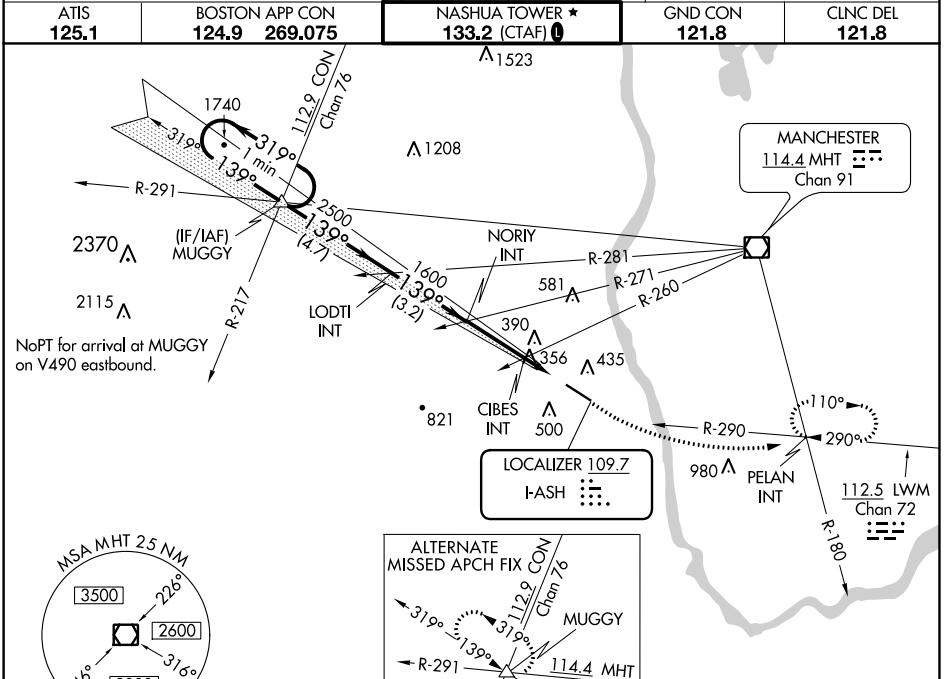 ATIS
125.1
BOSTON APP CON
124.9 269.075
NASHUA TOWER ★
133.2 (CTAF) L
GND CON
121.8
CLNC DEL
121.8
1523
112.9 CON
Chan 76
1740
319°
319°
1 min
139°
1208
MANCHESTER
114.4 MHT
Chan 91
R-291
(IF/IAF)
MUGGY
2500
139°
(4.7)
2370
2115
R-217
NoPT for arrival at MUGGY
on V490 eastbound.
LODTI
INT
1600
139°
(3.2)
NORIY
INT
R-281
R-271
R-260
581
390
356
435
821
CIBES
INT
500
LOCALIZER 109.7
I-ASH
R-290
980
PELAN
INT
110°
290°
112.5 LWM
Chan 72
R-180
MSA MHT 25 NM
3500
226°
2600
316°
ALTERNATE
MISSED APCH FIX
112.9 CON
Chan 76
319°
319°
139°
MUGGY
R-291
114.4 MHT